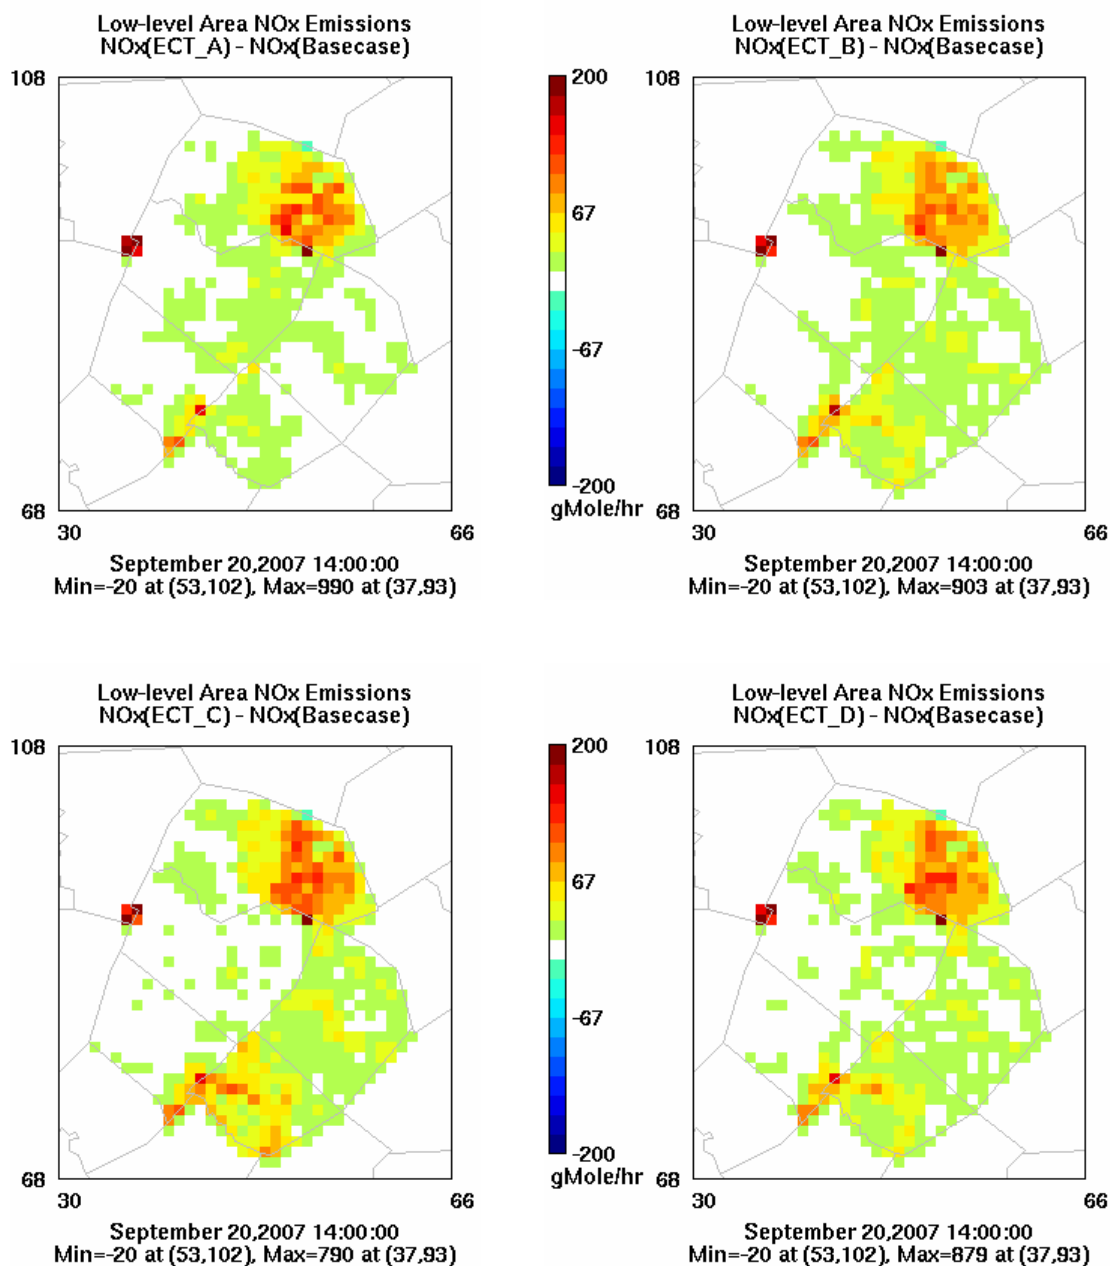 Low-level Area NOx Emissions
NOx(ECT_A) - NOx(Basecase)
108
68
30
66
September 20,2007 14:00:00
Min=-20 at (53,102), Max=990 at (37,93)
200
67
-67
-200
gMole/hr
Low-level Area NOx Emissions
NOx(ECT_B) - NOx(Basecase)
108
68
30
66
September 20,2007 14:00:00
Min=-20 at (53,102), Max=903 at (37,93)
Low-level Area NOx Emissions
NOx(ECT_C) - NOx(Basecase)
108
68
30
66
September 20,2007 14:00:00
Min=-20 at (53,102), Max=790 at (37,93)
200
67
-67
-200
gMole/hr
Low-level Area NOx Emissions
NOx(ECT_D) - NOx(Basecase)
108
68
30
66
September 20,2007 14:00:00
Min=-20 at (53,102), Max=879 at (37,93)